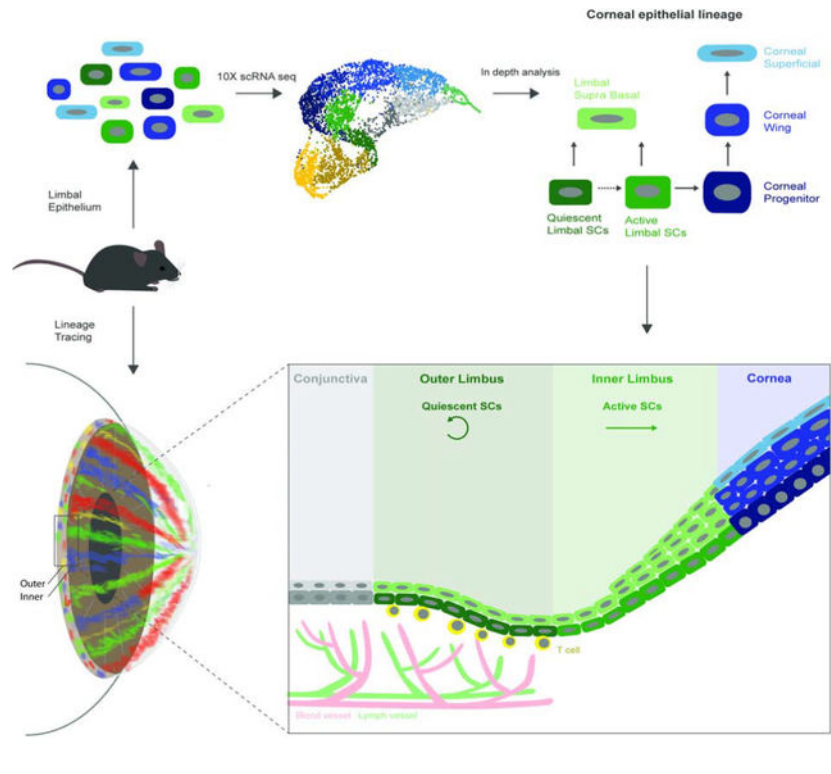 Corneal epithelial lineage
10X scRNA seq
In depth analysis
Corneal
Superficial
Limbal
Supra Basal
Corneal
Wing
Corneal
Progenitor
Quiescent
Limbal SCs
Active
Limbal SCs
Limbal
Epithelium
Lineage
Tracing
Outer
Inner
Conjunctiva
Outer Limbus
Inner Limbus
Cornea
Quiescent SCs
Active SCs
T cell
Blood vessel
Lymph vessel